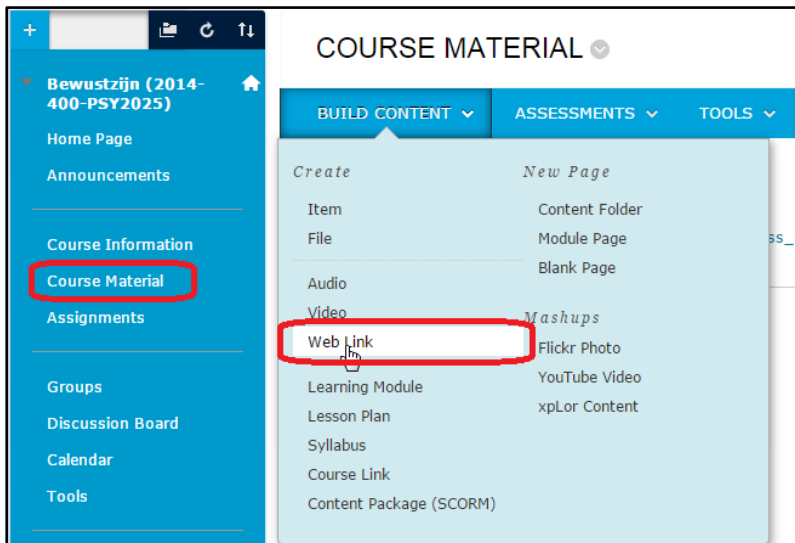 Bewustzijn (2014-
400-PSY2025)
Home Page
Announcements
Course Information
Course Material
Assignments
Groups
Discussion Board
Calendar
Tools
COURSE MATERIAL
BUILD CONTENT
ASSESSMENTS
TOOLS
Create
Item
File
Audio
Video
Web Link
Learning Module
Lesson Plan
Syllabus
Course Link
Content Package (SCORM)
New Page
Content Folder
Module Page
Blank Page
Mashups
Flickr Photo
YouTube Video
xpLor Content
ss_